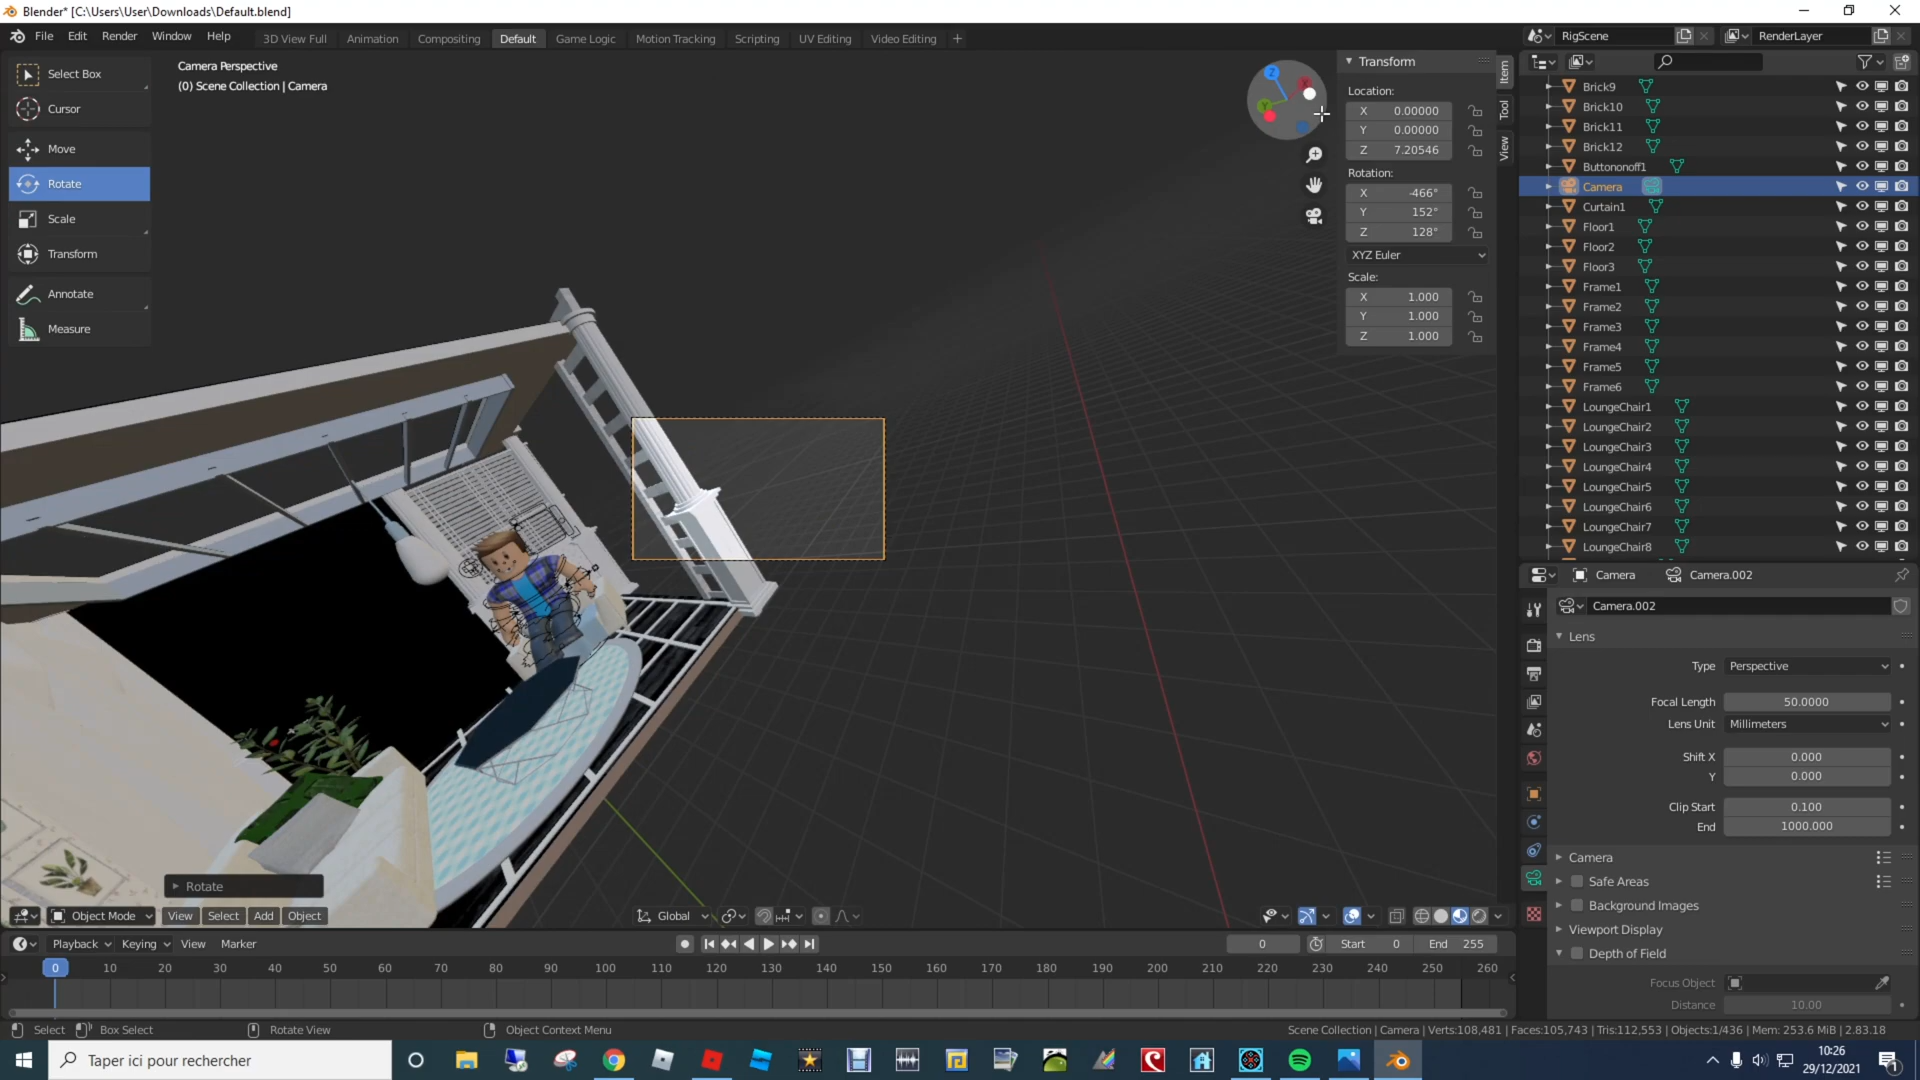 Blender* [C:\Users\User\Downloads\Default.blend]
File Edit Render Window Help 3D View Full Animation Compositing Default Game Logic Motion Tracking Scripting UV Editing Video Editing + RigScene RenderLayer
Select Box
Cursor
Move
Rotate
Scale
Transform
Annotate
Measure
Camera Perspective
(0) Scene Collection | Camera
Z
X
Y
Transform
Location:
X 0.00000
Y 0.00000
Z 7.20546
Rotation:
X -466°
Y 152°
Z 128°
XYZ Euler
Scale:
X 1.000
Y 1.000
Z 1.000
Item
Tool
View
Brick9
Brick10
Brick11
Brick12
Buttononoff1
Camera
Curtain1
Floor1
Floor2
Floor3
Frame1
Frame2
Frame3
Frame4
Frame5
Frame6
LoungeChair1
LoungeChair2
LoungeChair3
LoungeChair4
LoungeChair5
LoungeChair6
LoungeChair7
LoungeChair8
Camera Camera.002
Camera.002
Lens
Type Perspective
Focal Length 50.0000
Lens Unit Millimeters
Shift X 0.000
Y 0.000
Clip Start 0.100
End 1000.000
Camera
Safe Areas
Background Images
Viewport Display
Depth of Field
Focus Object
Distance 10.00
Rotate
Object Mode View Select Add Object Global
Playback Keying View Marker 0 Start 0 End 255
0 10 20 30 40 50 60 70 80 90 100 110 120 130 140 150 160 170 180 190 200 210 220 230 240 250 260
Select Box Select Rotate View Object Context Menu Scene Collection | Camera | Verts:108,481 | Faces:105,743 | Tris:112,553 | Objects:1/436 | Mem: 253.6 MiB | 2.83.18
Taper ici pour rechercher
10:26
29/12/2021
1